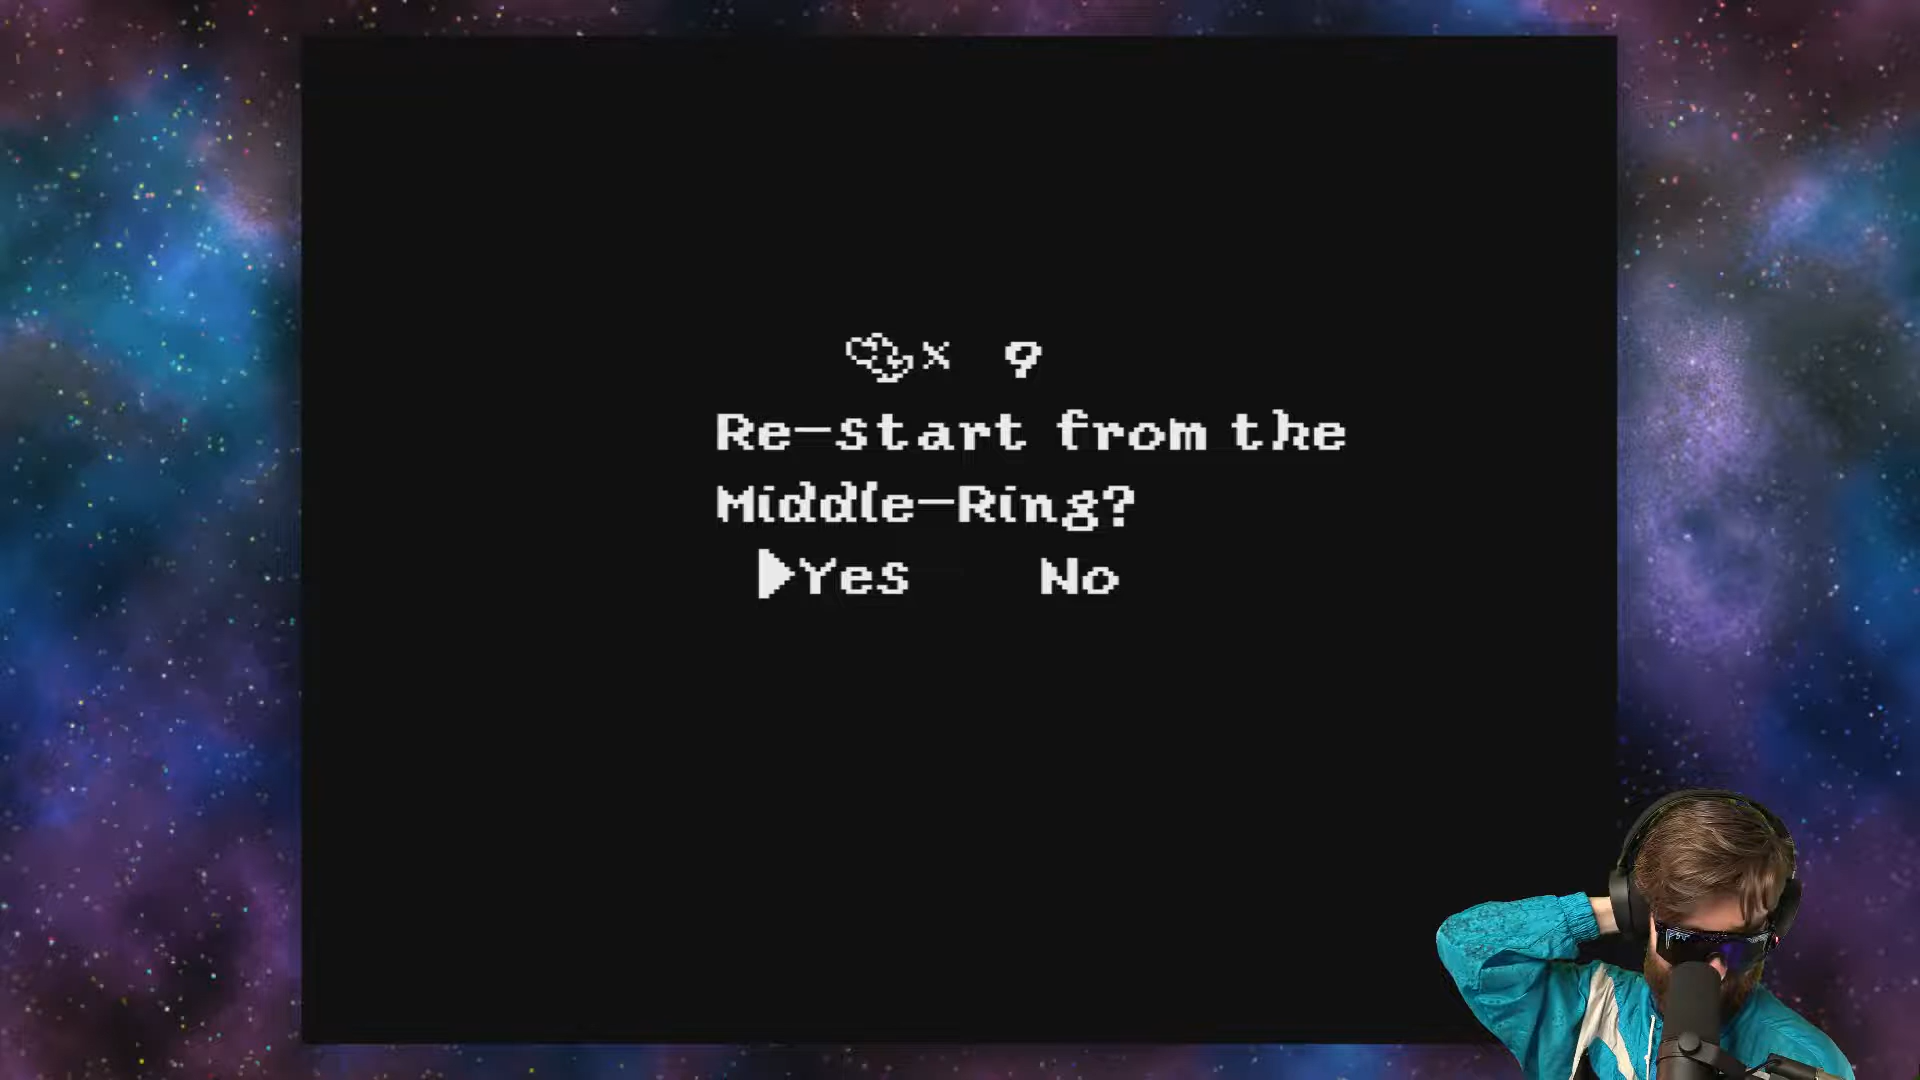 × 9
Re-start from the
Middle-Ring?
▶Yes No